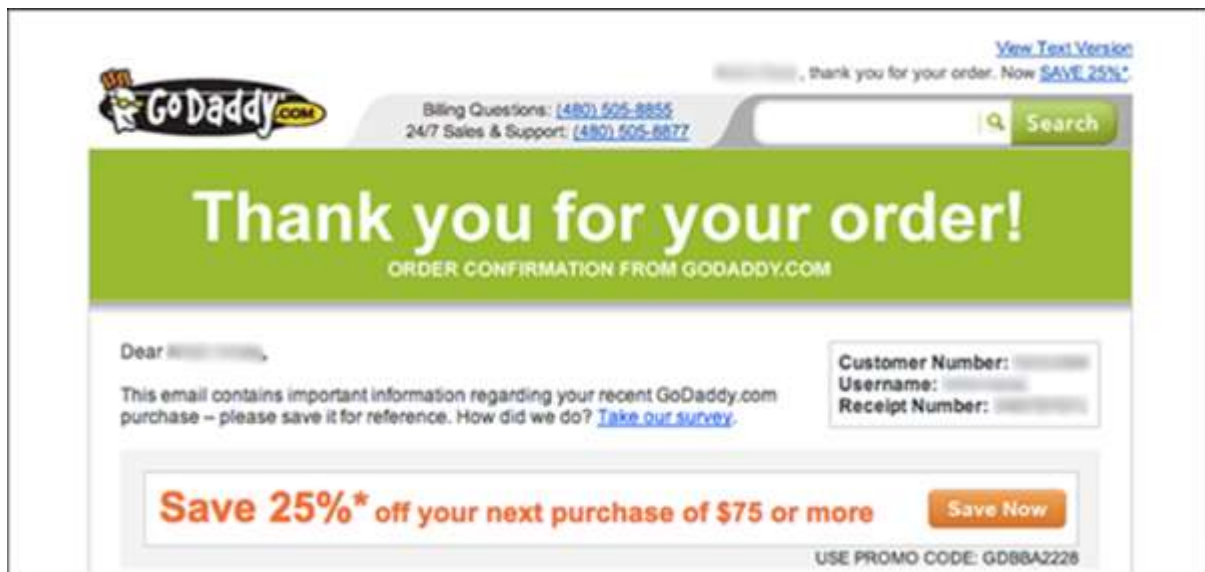 View Text Version
, thank you for your order. Now SAVE 25%*.
GoDaddy.COM
Billing Questions: (480) 505-8855
24/7 Sales & Support: (480) 505-8877
Search
Thank you for your order!
ORDER CONFIRMATION FROM GODADDY.COM
Dear ,
This email contains important information regarding your recent GoDaddy.com
purchase – please save it for reference. How did we do? Take our survey.
Customer Number:
Username:
Receipt Number:
Save 25%* off your next purchase of $75 or more
Save Now
USE PROMO CODE: GDBBA2228